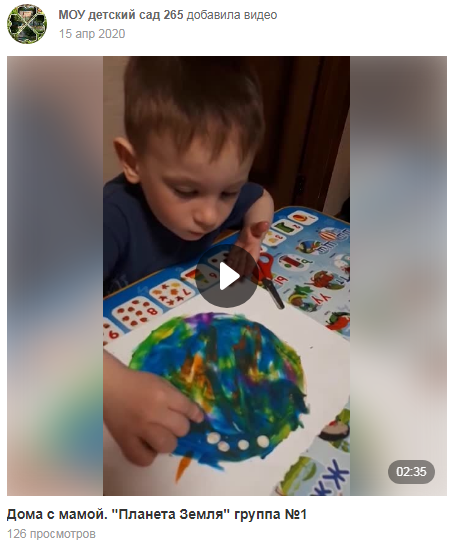 МОУ детский сад 265 добавила видео
15 апр 2020
02:35
Дома с мамой. "Планета Земля" группа №1
126 просмотров